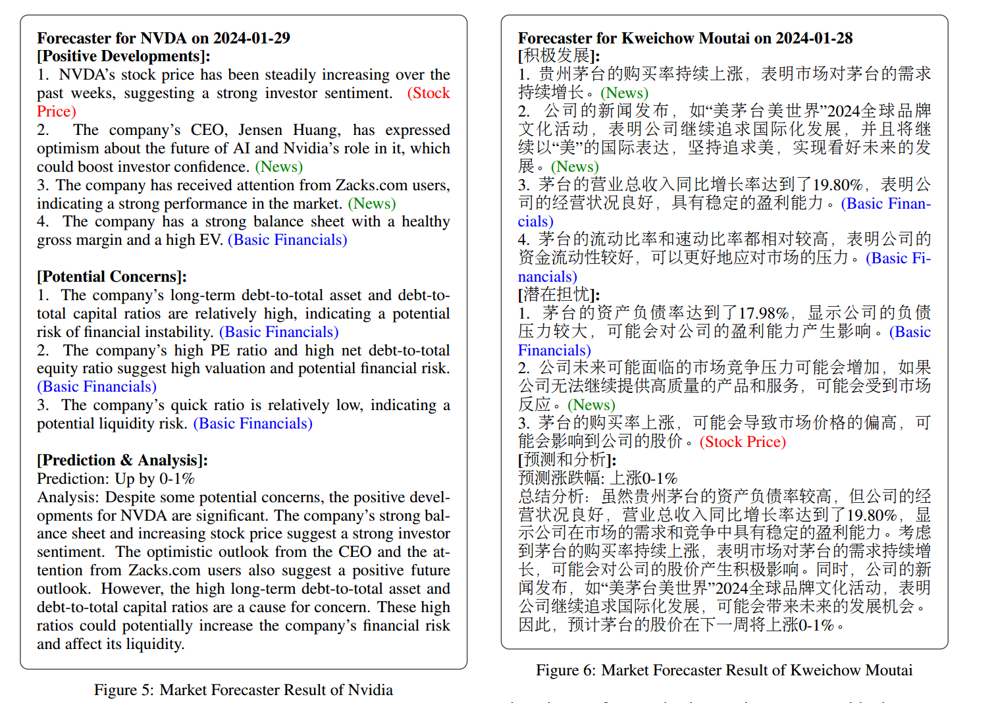 Forecaster for NVDA on 2024-01-29
[Positive Developments]:
1. NVDA's stock price has been steadily increasing over the
past weeks, suggesting a strong investor sentiment. (Stock
Price)
2. The company's CEO, Jensen Huang, has expressed
optimism about the future of AI and Nvidia's role in it, which
could boost investor confidence. (News)
3. The company has received attention from Zacks.com users,
indicating a strong performance in the market. (News)
4. The company has a strong balance sheet with a healthy
gross margin and a high EV. (Basic Financials)
[Potential Concerns]:
1. The company's long-term debt-to-total asset and debt-to-
total capital ratios are relatively high, indicating a potential
risk of financial instability. (Basic Financials)
2. The company's high PE ratio and high net debt-to-total
equity ratio suggest high valuation and potential financial risk.
(Basic Financials)
3. The company's quick ratio is relatively low, indicating a
potential liquidity risk. (Basic Financials)
[Prediction & Analysis]:
Prediction: Up by 0-1%
Analysis: Despite some potential concerns, the positive devel-
opments for NVDA are significant. The company's strong bal-
ance sheet and increasing stock price suggest a strong investor
sentiment. The optimistic outlook from the CEO and the at-
tention from Zacks.com users also suggest a positive future
outlook. However, the high long-term debt-to-total asset and
debt-to-total capital ratios are a cause for concern. These high
ratios could potentially increase the company's financial risk
and affect its liquidity.
Figure 5: Market Forecaster Result of Nvidia
Forecaster for Kweichow Moutai on 2024-01-28
[积极发展]:
1. 贵州茅台的购买率持续上涨，表明市场对茅台的需求
持续增长。(News)
2. 公司的新闻发布，如“美茅台美世界”2024全球品牌
文化活动，表明公司继续追求国际化发展，并且将继
续以“美”的国际表达，坚持追求美，实现看好未来的发
展。(News)
3. 茅台的营业总收入同比增长率达到了19.80%，表明公
司的经营状况良好，具有稳定的盈利能力。(Basic Finan-
cials)
4. 茅台的流动比率和速动比率都相对较高，表明公司的
资金流动性较好，可以更好地应对市场的压力。(Basic Fi-
nancials)
[潜在担忧]:
1. 茅台的资产负债率达到了17.98%，显示公司的负债
压力较大，可能会对公司的盈利能力产生影响。(Basic
Financials)
2. 公司未来可能面临的市场竞争压力可能会增加，如果
公司无法继续提供高质量的产品和服务，可能会受到市场
反应。(News)
3. 茅台的购买率上涨，可能会导致市场价格的偏高，可
能会影响到公司的股价。(Stock Price)
[预测和分析]:
预测涨跌幅: 上涨0-1%
总结分析：虽然贵州茅台的资产负债率较高，但公司的经
营状况良好，营业总收入同比增长率达到了19.80%，显
示公司在市场的需求和竞争中具有稳定的盈利能力。考虑
到茅台的购买率持续上涨，表明市场对茅台的需求持续增
长，可能会对公司的股价产生积极影响。同时，公司的新
闻发布，如“美茅台美世界”2024全球品牌文化活动，表明
公司继续追求国际化发展，可能会带来未来的发展机会。
因此，预计茅台的股价在下一周将上涨0-1%。
Figure 6: Market Forecaster Result of Kweichow Moutai